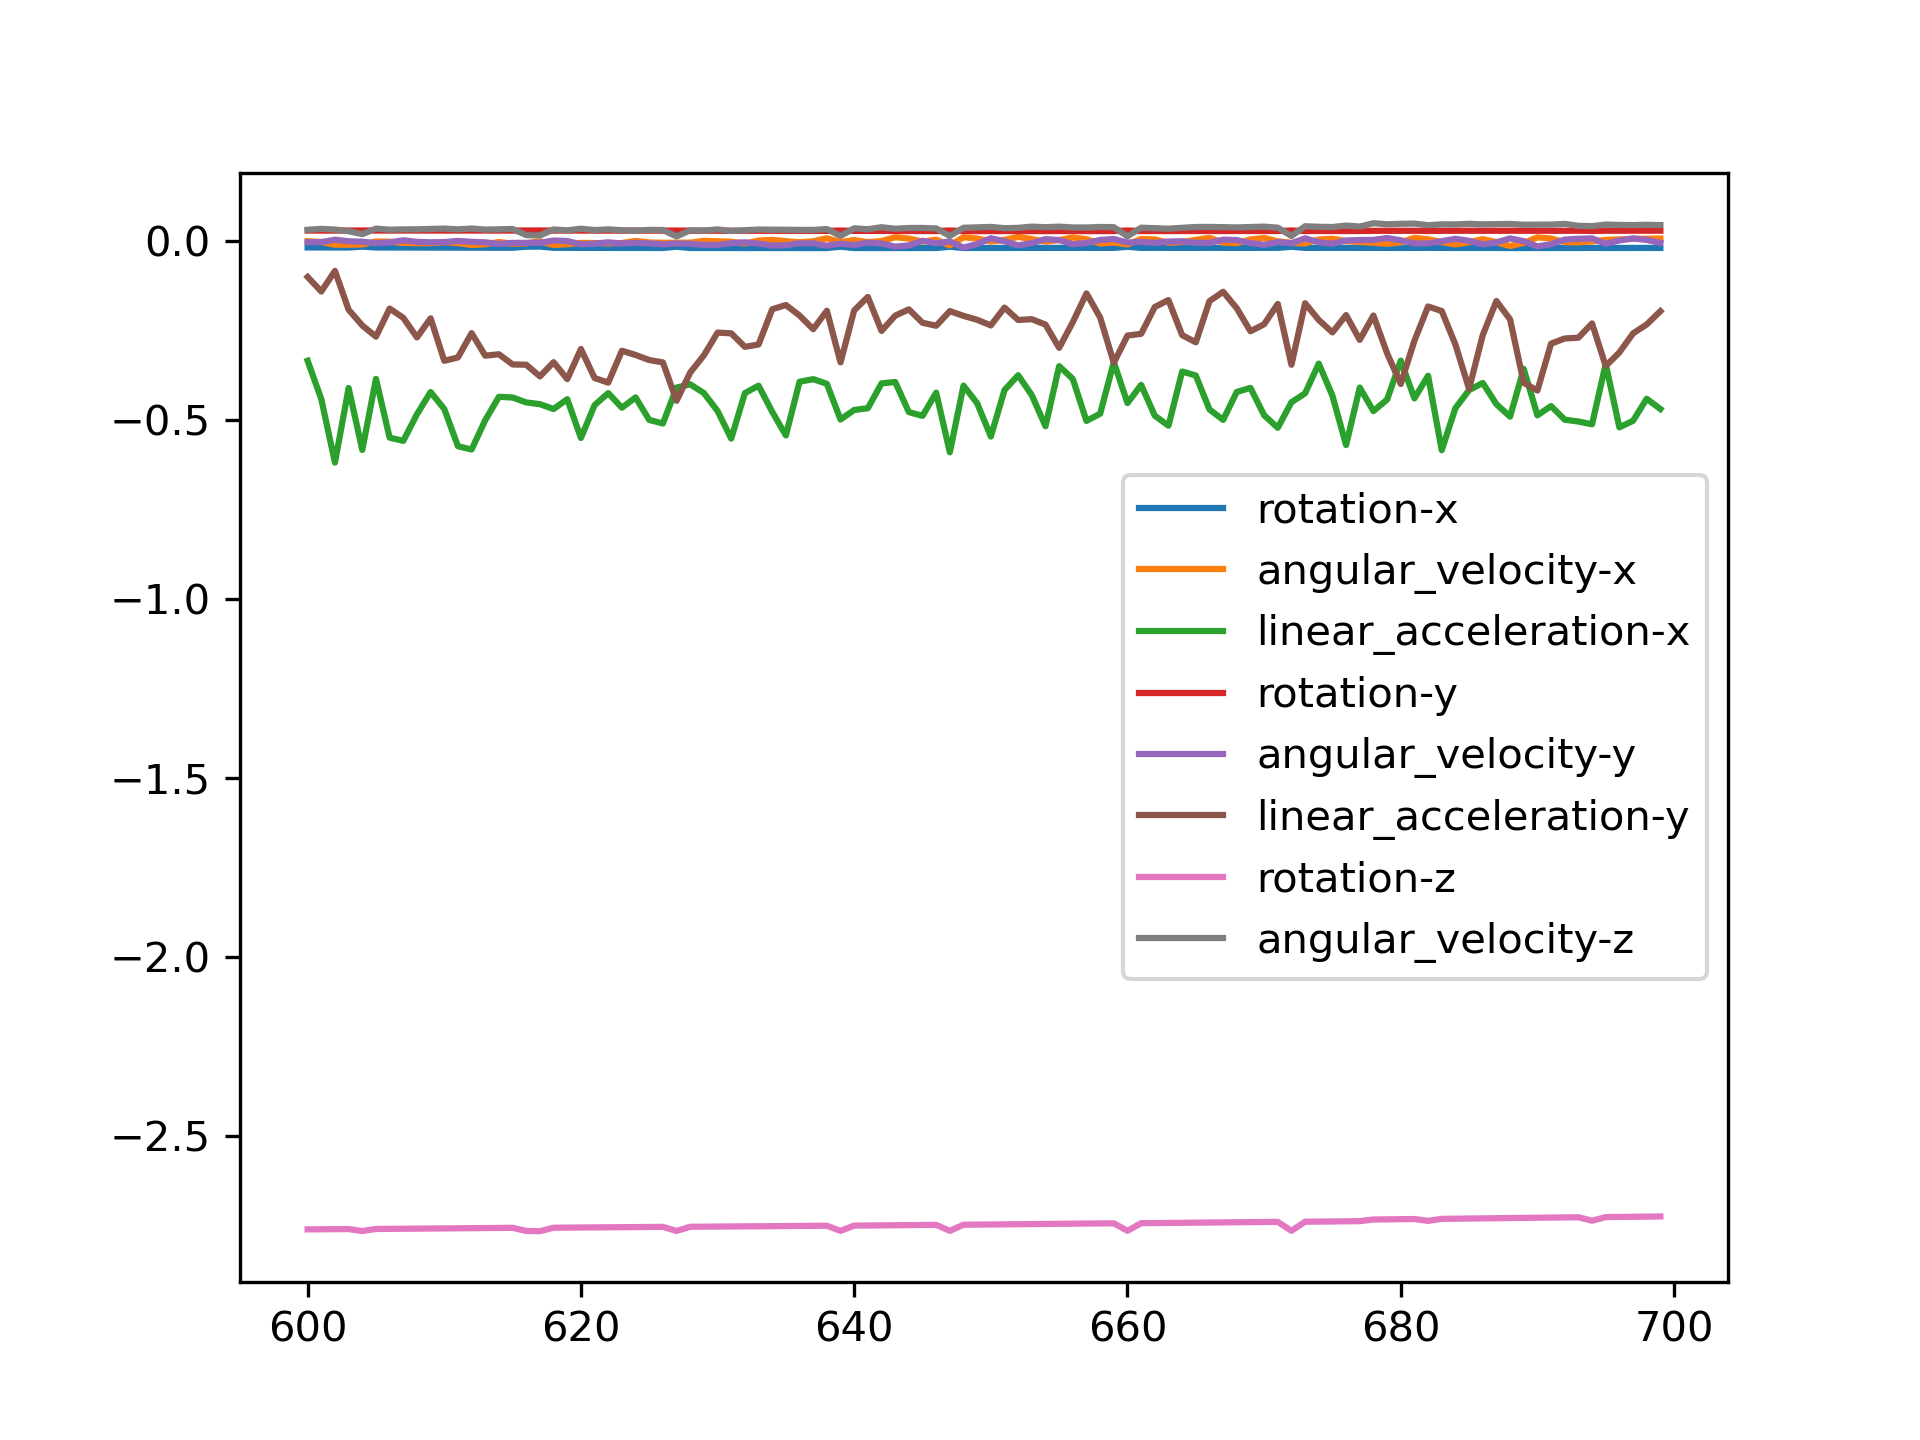 0.0
−0.5
−1.0
−1.5
−2.0
−2.5
rotation-x
angular_velocity-x
linear_acceleration-x
rotation-y
angular_velocity-y
linear_acceleration-y
rotation-z
angular_velocity-z
600 620 640 660 680 700